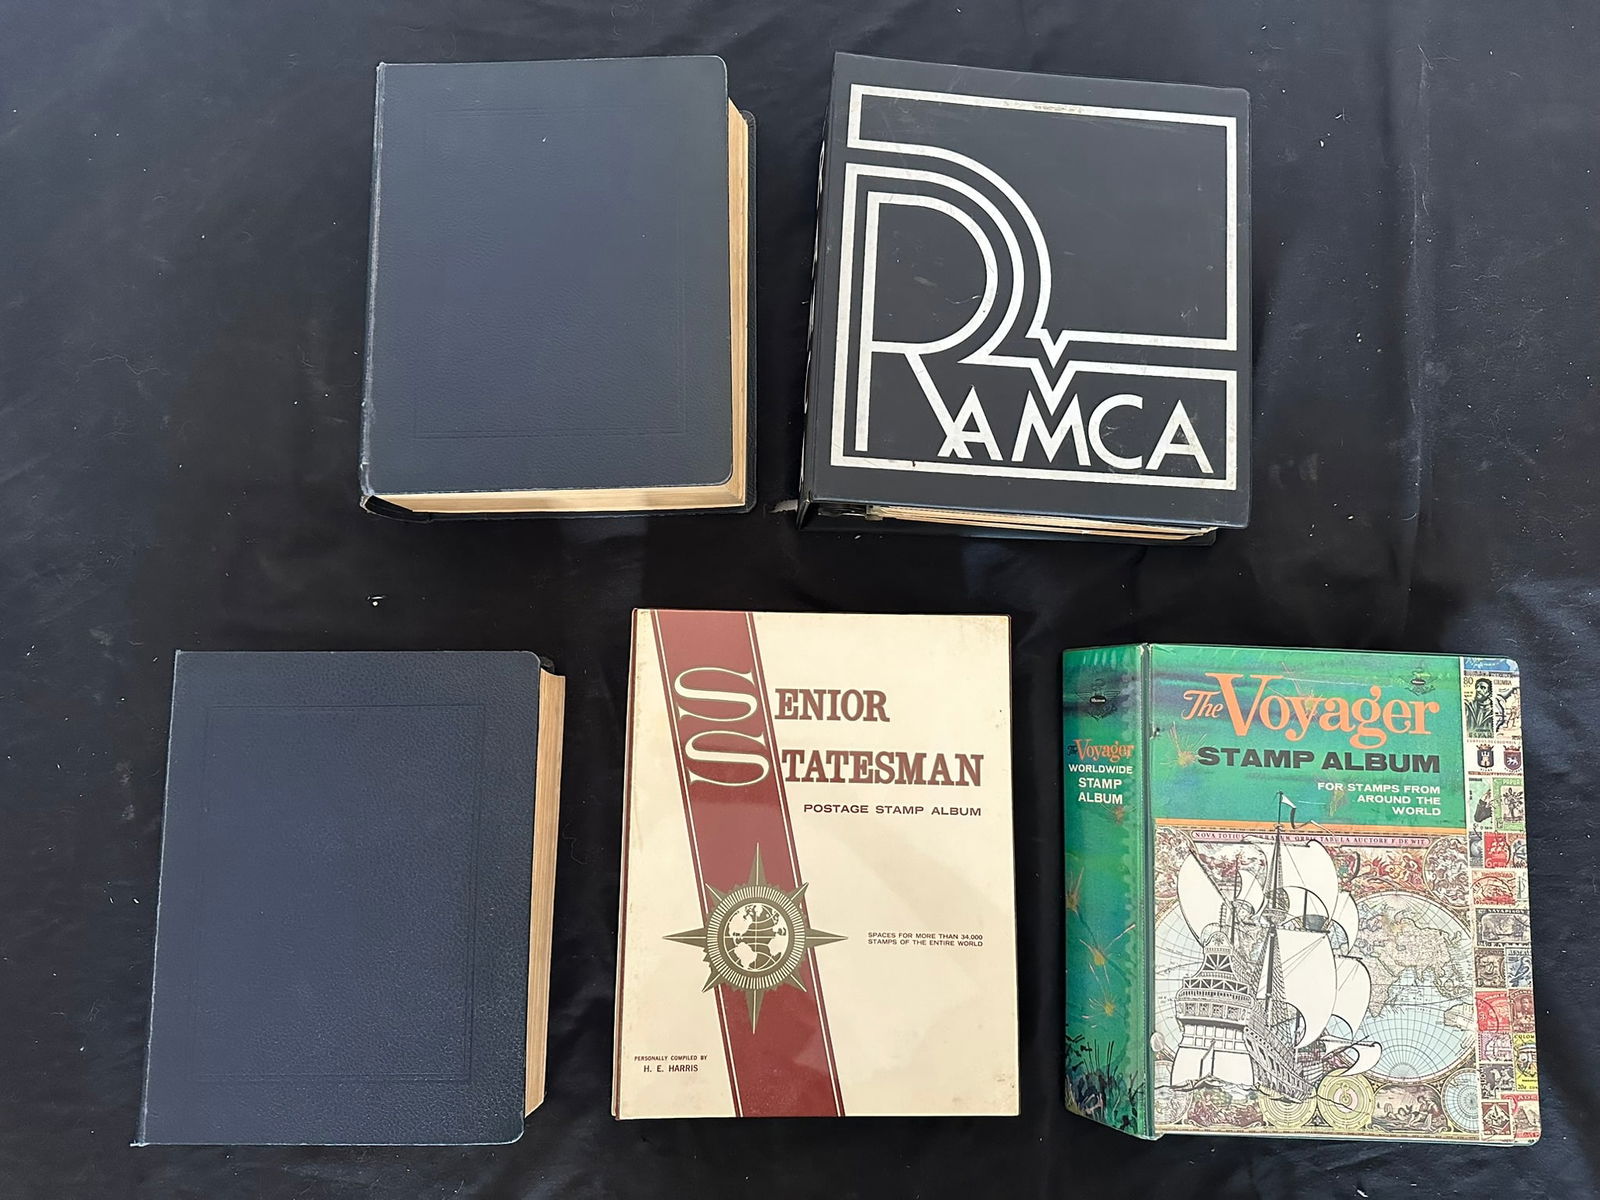 RAMCA
SENIOR
STATESMAN
POSTAGE STAMP ALBUM
SPACES FOR MORE THAN 34,000
STAMPS OF THE ENTIRE WORLD
PERSONALLY COMPILED BY
H. E. HARRIS
The Voyager
WORLDWIDE
STAMP
ALBUM
The Voyager
STAMP ALBUM
FOR STAMPS FROM
AROUND THE
WORLD